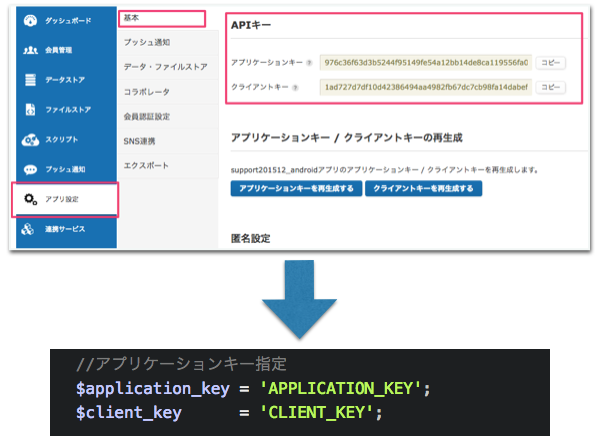 ダッシュボード
会員管理
データストア
ファイルストア
スクリプト
プッシュ通知
アプリ設定
連携サービス
基本
プッシュ通知
データ・ファイルストア
コラボレータ
会員認証設定
SNS連携
エクスポート
APIキー
アプリケーションキー ? 976c36f63d3b5244f95149fe54a12bb14de8ca119556fa0 コピー
クライアントキー ? 1ad727d7df10d42386494aa4982fb67dc7cb98fa14dabef コピー
アプリケーションキー / クライアントキーの再生成
support201512_androidアプリのアプリケーションキー / クライアントキーを再生成します。
アプリケーションキーを再生成する クライアントキーを再生成する
匿名設定
//アプリケーションキー指定
$application_key = 'APPLICATION_KEY';
$client_key = 'CLIENT_KEY';